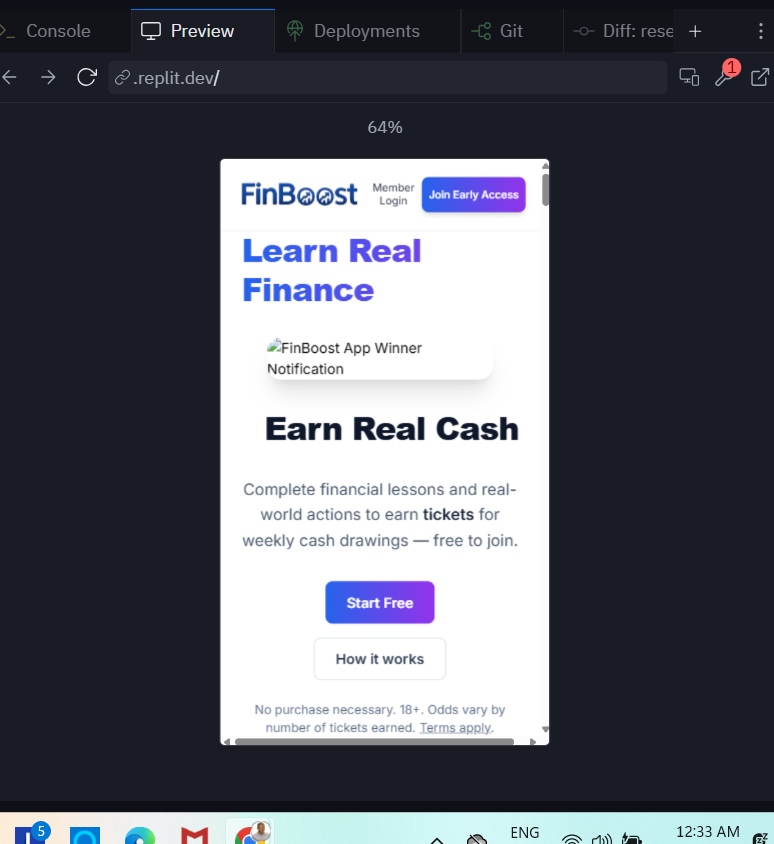 Console
Preview
Deployments
Git
Diff: rese
.replit.dev/
1
64%
FinBoost
Member
Login
Join Early Access
Learn Real
Finance
FinBoost App Winner
Notification
Earn Real Cash
Complete financial lessons and real-
world actions to earn tickets for
weekly cash drawings — free to join.
Start Free
How it works
No purchase necessary. 18+. Odds vary by
number of tickets earned. Terms apply.
5
ENG
12:33 AM